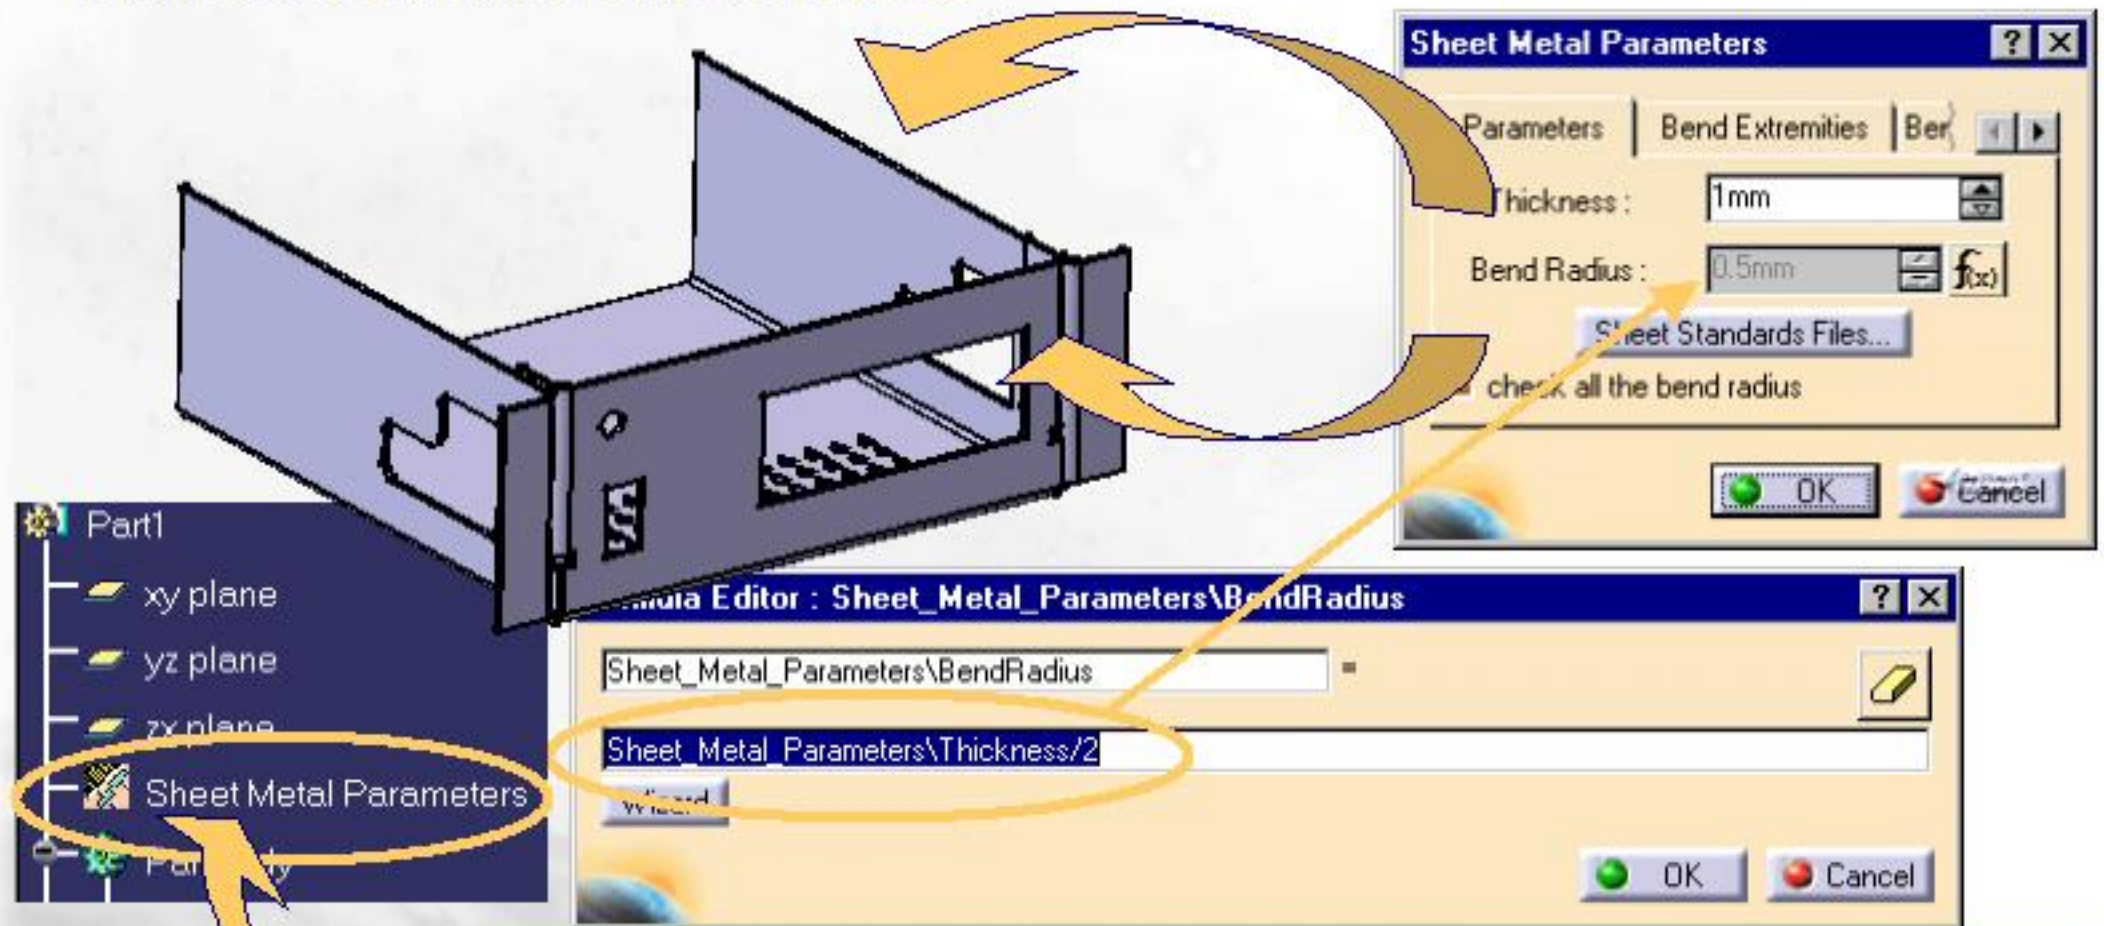 Sheet Metal Parameters
Parameters
Bend Extremities
Thickness :
1mm
Bend Radius :
0.5mm
f(x)
Sheet Standards Files...
check all the bend radius
OK
Cancel
Part1
xy plane
yz plane
zx plane
Sheet Metal Parameters
Editor : Sheet_Metal_Parameters\BendRadius
Sheet_Metal_Parameters\BendRadius =
Sheet_Metal_Parameters\Thickness/2
Wizard
OK
Cancel